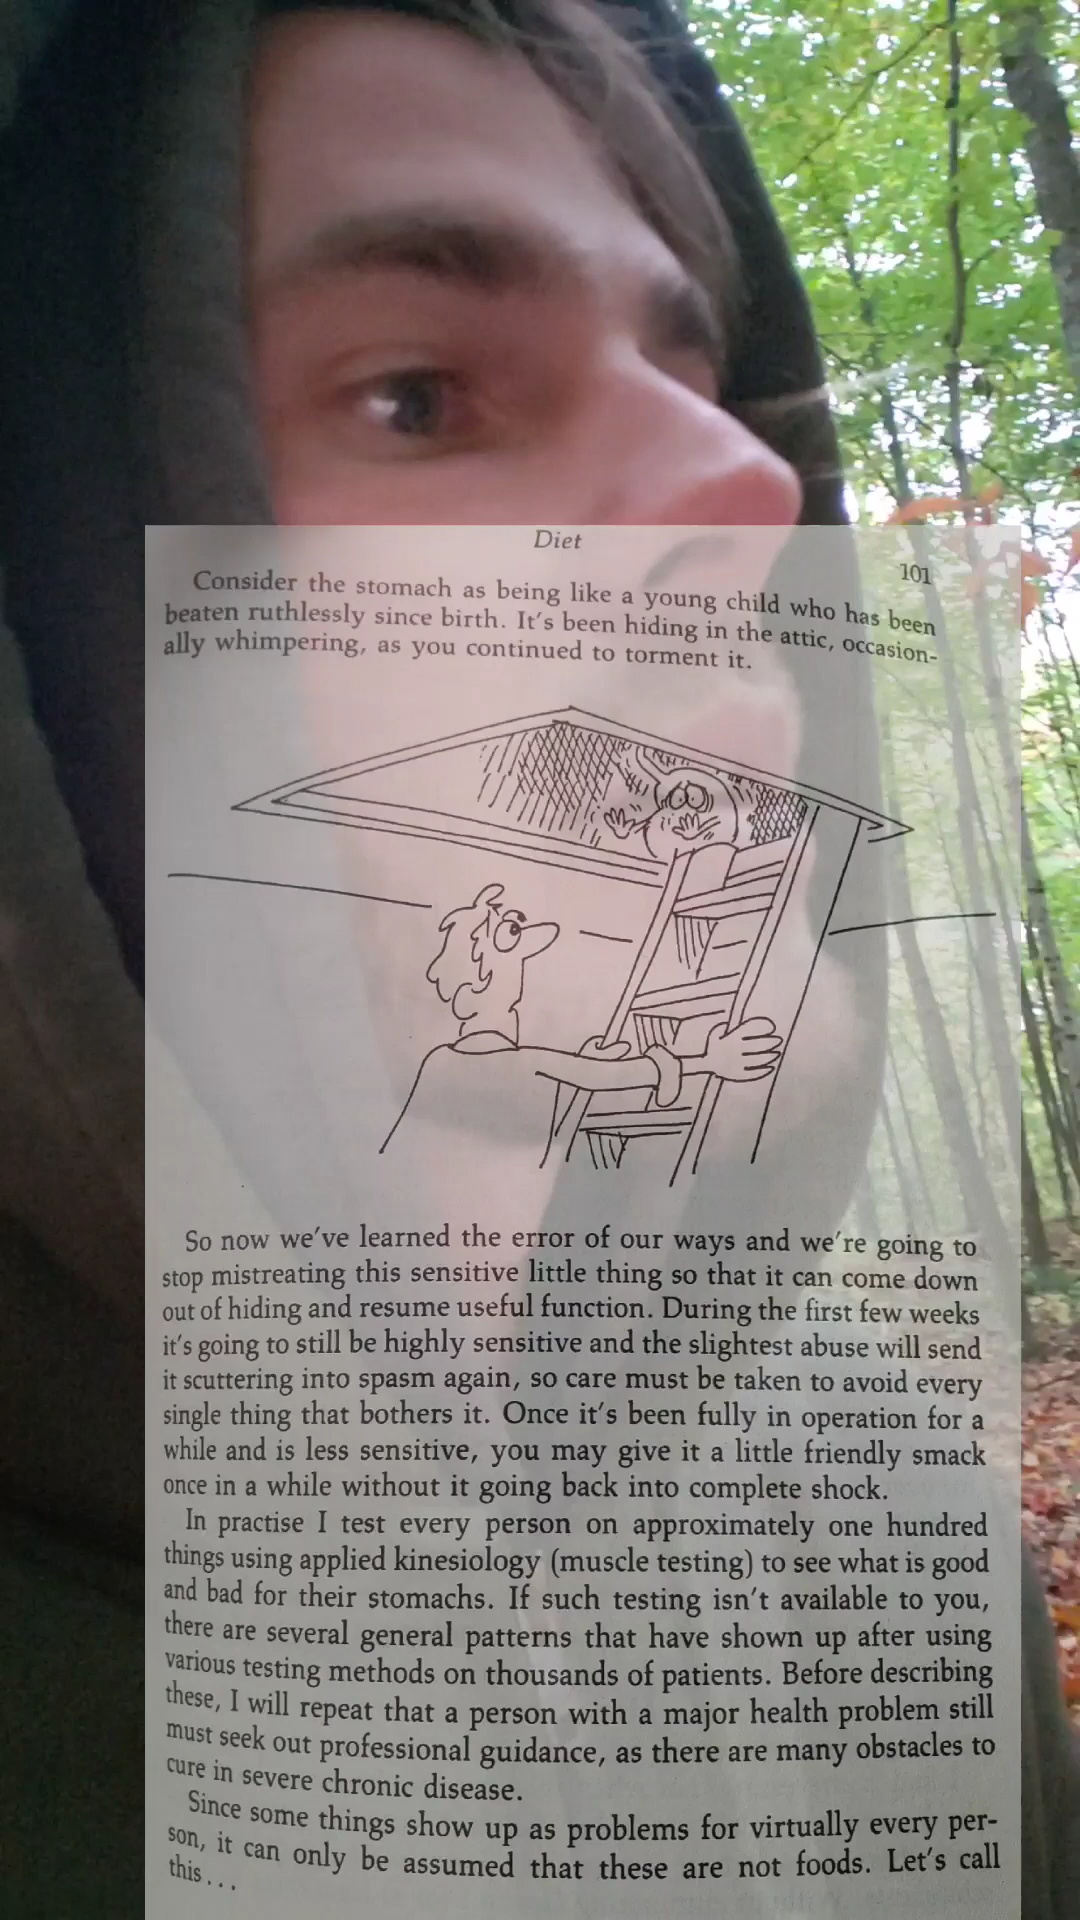 Diet
101
Consider the stomach as being like a young child who has been
beaten ruthlessly since birth. It's been hiding in the attic, occasion-
ally whimpering, as you continued to torment it.
So now we've learned the error of our ways and we're going to
stop mistreating this sensitive little thing so that it can come down
out of hiding and resume useful function. During the first few weeks
it's going to still be highly sensitive and the slightest abuse will send
it scuttering into spasm again, so care must be taken to avoid every
single thing that bothers it. Once it's been fully in operation for a
while and is less sensitive, you may give it a little friendly smack
once in a while without it going back into complete shock.
In practise I test every person on approximately one hundred
things using applied kinesiology (muscle testing) to see what is good
and bad for their stomachs. If such testing isn't available to you,
there are several general patterns that have shown up after using
various testing methods on thousands of patients. Before describing
these, I will repeat that a person with a major health problem still
must seek out professional guidance, as there are many obstacles to
cure in severe chronic disease.
Since some things show up as problems for virtually every per-
son, it can only be assumed that these are not foods. Let's call
this . . .